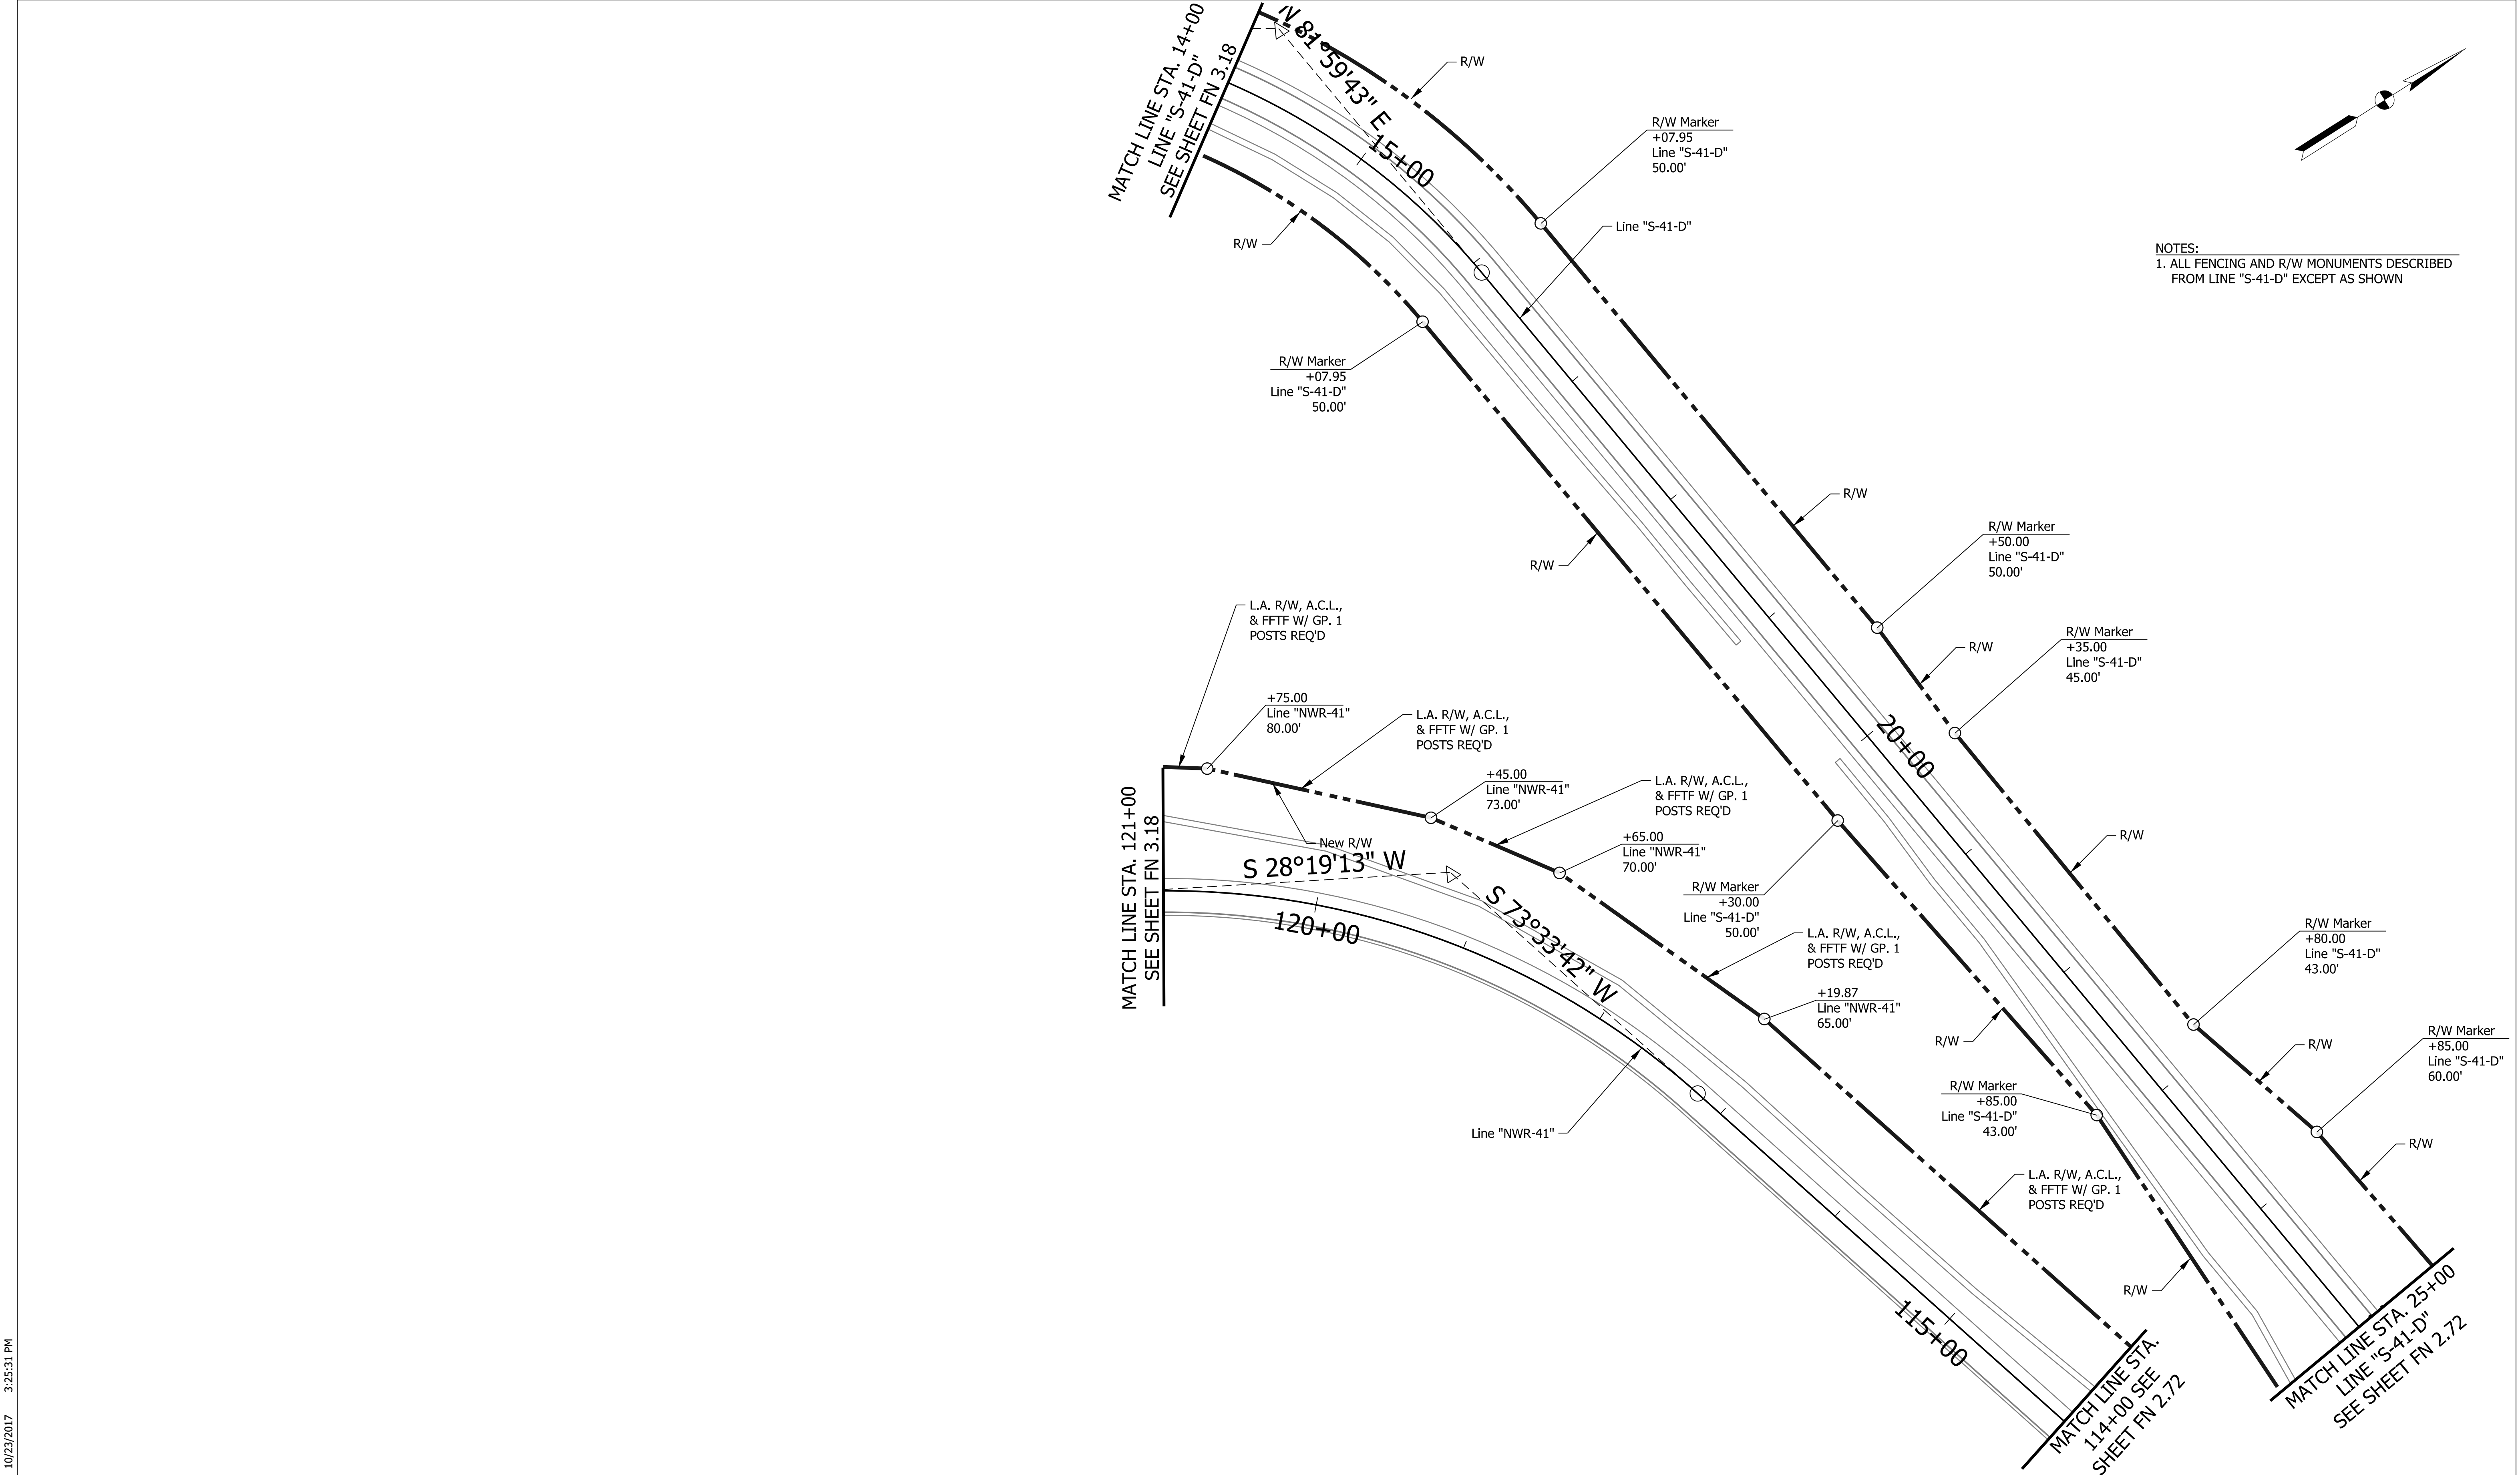 MATCH LINE STA. 14+00
LINE "S-41-D"
SEE SHEET FN 3.18
N 81°59'43" E
R/W
15+00
R/W Marker
+07.95
Line "S-41-D"
50.00'
Line "S-41-D"
R/W
NOTES:
1. ALL FENCING AND R/W MONUMENTS DESCRIBED
FROM LINE "S-41-D" EXCEPT AS SHOWN
R/W Marker
+07.95
Line "S-41-D"
50.00'
R/W
R/W Marker
+50.00
Line "S-41-D"
50.00'
R/W
R/W
R/W Marker
+35.00
Line "S-41-D"
45.00'
L.A. R/W, A.C.L.,
& FFTF W/ GP. 1
POSTS REQ'D
+75.00
Line "NWR-41"
80.00'
L.A. R/W, A.C.L.,
& FFTF W/ GP. 1
POSTS REQ'D
20+00
+45.00
Line "NWR-41"
73.00'
L.A. R/W, A.C.L.,
& FFTF W/ GP. 1
POSTS REQ'D
MATCH LINE STA. 121+00
SEE SHEET FN 3.18
New R/W
+65.00
Line "NWR-41"
70.00'
R/W
S 28°19'13" W
S 73°33'42" W
120+00
R/W Marker
+30.00
Line "S-41-D"
50.00'
L.A. R/W, A.C.L.,
& FFTF W/ GP. 1
POSTS REQ'D
R/W Marker
+80.00
Line "S-41-D"
43.00'
+19.87
Line "NWR-41"
65.00'
R/W
R/W
R/W Marker
+85.00
Line "S-41-D"
60.00'
R/W Marker
+85.00
Line "S-41-D"
43.00'
Line "NWR-41"
R/W
L.A. R/W, A.C.L.,
& FFTF W/ GP. 1
POSTS REQ'D
R/W
115+00
MATCH LINE STA.
114+00 SEE
SHEET FN 2.72
MATCH LINE STA. 25+00
LINE "S-41-D"
SEE SHEET FN 2.72
10/23/2017 3:25:31 PM